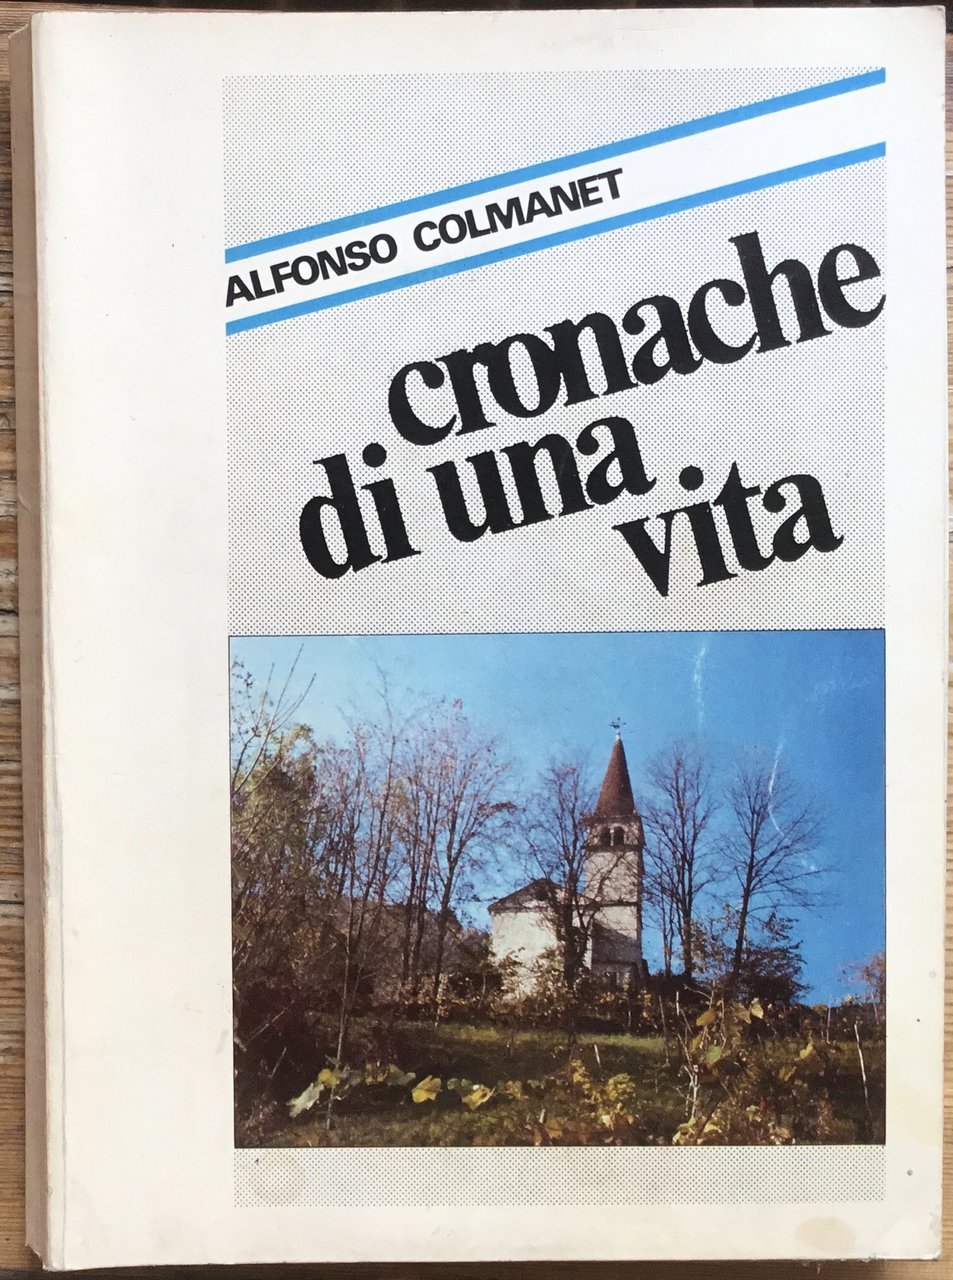 ALFONSO COLMANET
cronache
di una
vita